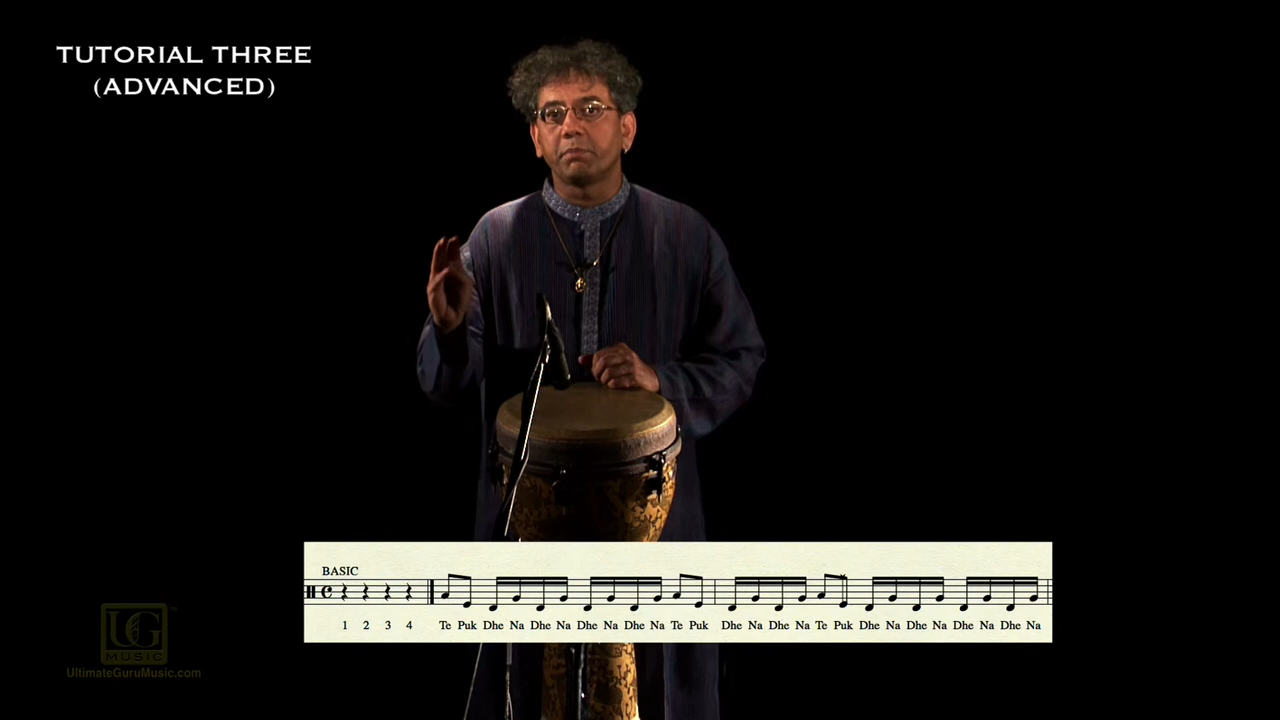 TUTORIAL THREE
(ADVANCED)
BASIC
1 2 3 4 Te Puk Dhe Na Dhe Na Dhe Na Dhe Na Te Puk Dhe Na Dhe Na Te Puk Dhe Na Dhe Na Dhe Na Dhe Na
UG
MUSIC
UltimateGuruMusic.com